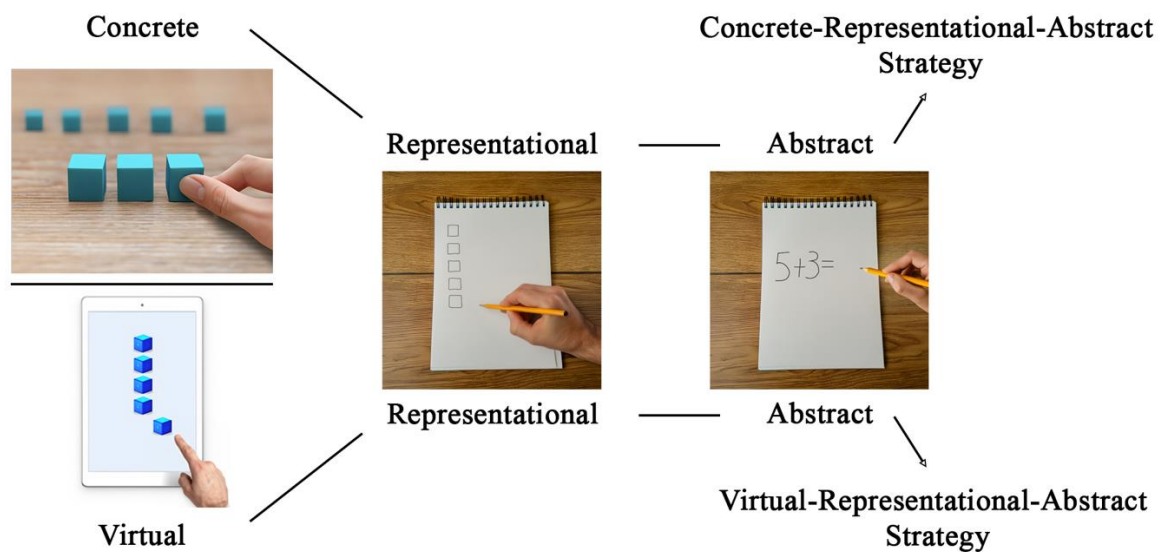 Concrete
Concrete-Representational-Abstract
Strategy
Representational
Abstract
5+3=
Representational
Abstract
Virtual
Virtual-Representational-Abstract
Strategy